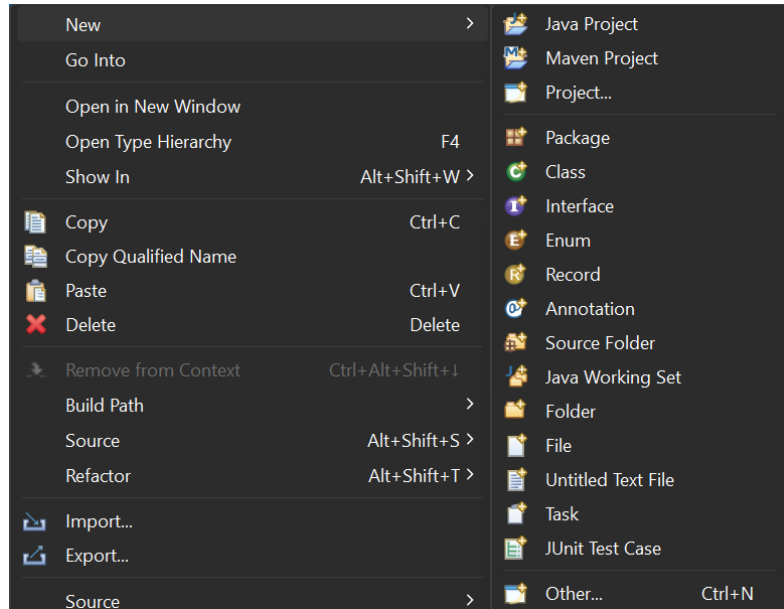 New
Go Into
Open in New Window
Open Type Hierarchy F4
Show In Alt+Shift+W
Copy Ctrl+C
Copy Qualified Name
Paste Ctrl+V
Delete Delete
Remove from Context Ctrl+Alt+Shift+↓
Build Path
Source Alt+Shift+S
Refactor Alt+Shift+T
Import...
Export...
Source
Java Project
Maven Project
Project...
Package
Class
Interface
Enum
Record
Annotation
Source Folder
Java Working Set
Folder
File
Untitled Text File
Task
JUnit Test Case
Other... Ctrl+N